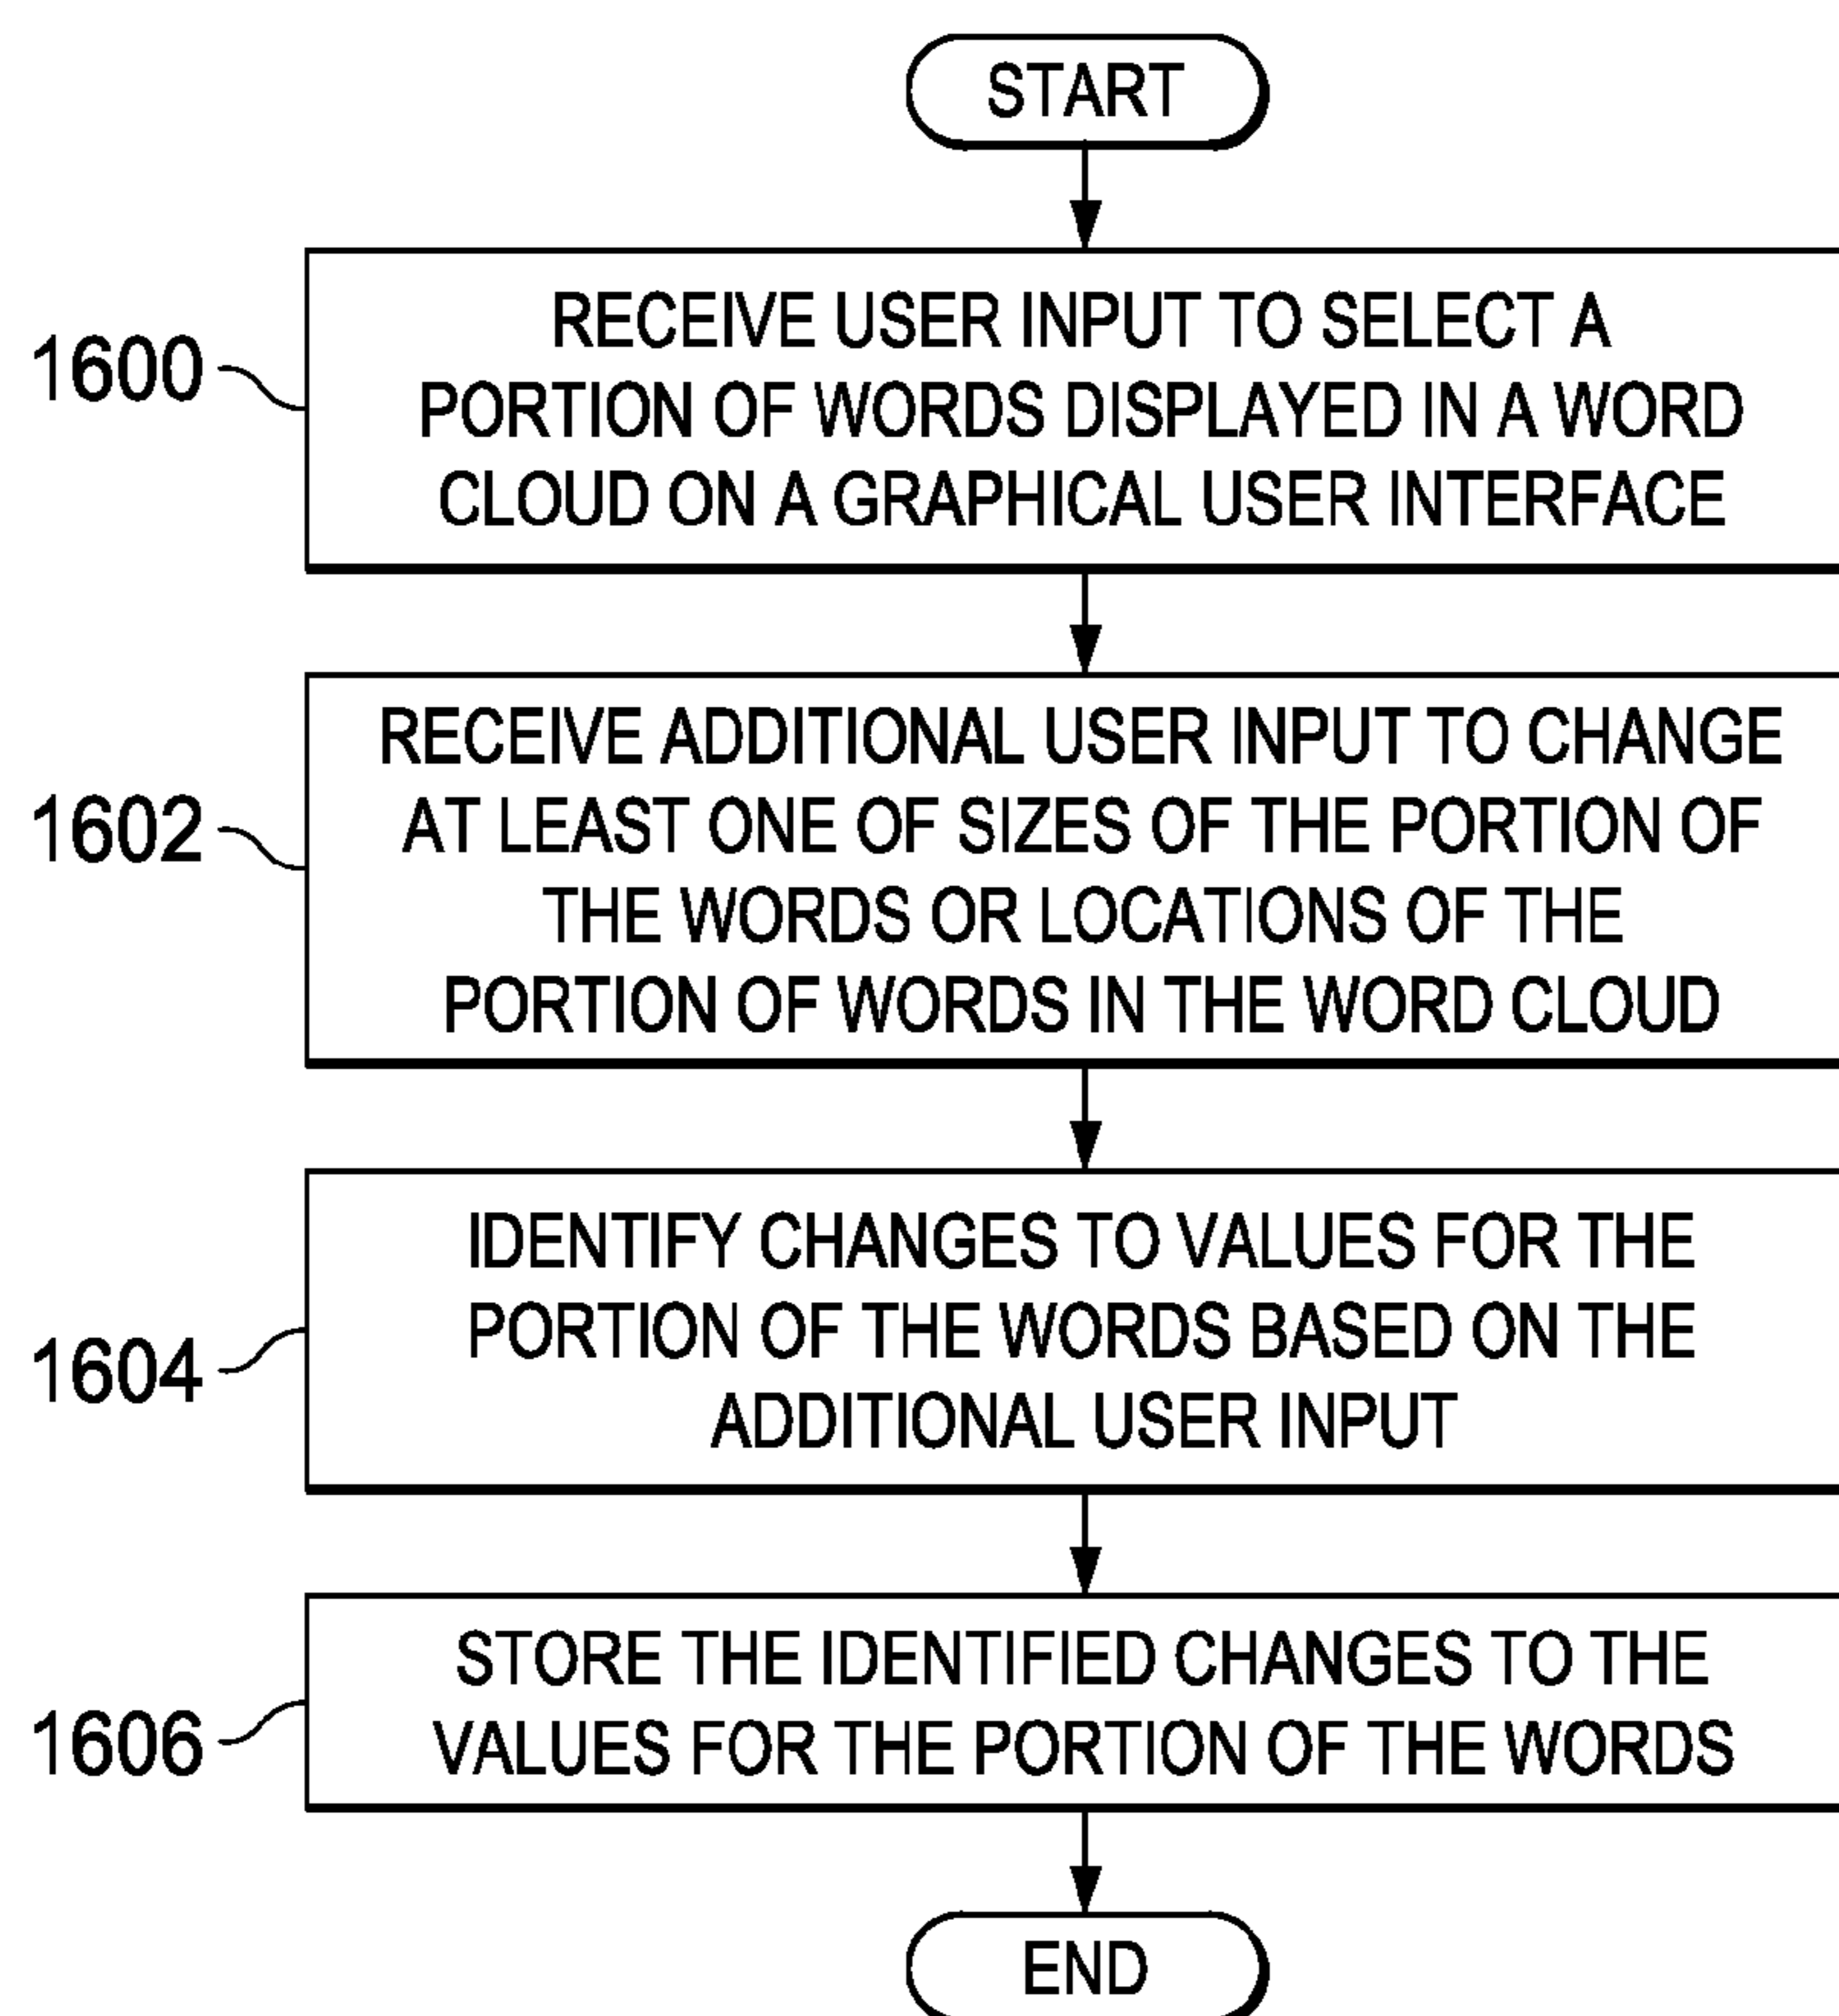 START
1600
RECEIVE USER INPUT TO SELECT A
PORTION OF WORDS DISPLAYED IN A WORD
CLOUD ON A GRAPHICAL USER INTERFACE
1602
RECEIVE ADDITIONAL USER INPUT TO CHANGE
AT LEAST ONE OF SIZES OF THE PORTION OF
THE WORDS OR LOCATIONS OF THE
PORTION OF WORDS IN THE WORD CLOUD
1604
IDENTIFY CHANGES TO VALUES FOR THE
PORTION OF THE WORDS BASED ON THE
ADDITIONAL USER INPUT
1606
STORE THE IDENTIFIED CHANGES TO THE
VALUES FOR THE PORTION OF THE WORDS
END